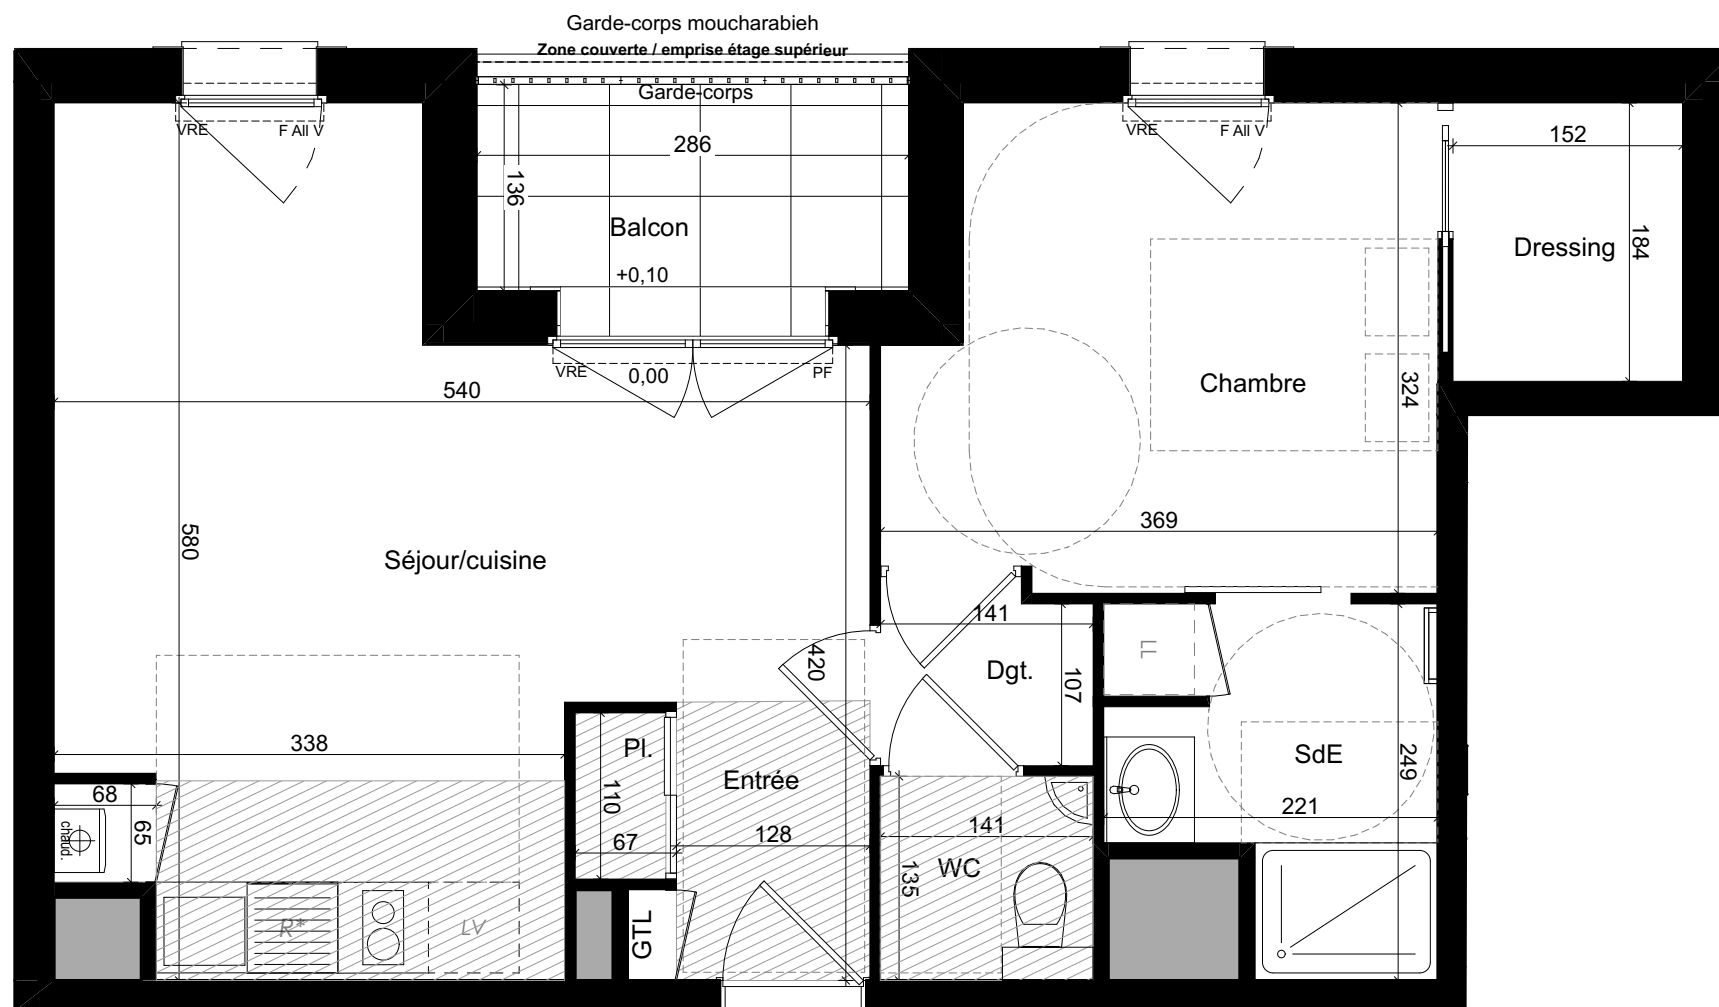 Garde-corps moucharabieh
Zone couverte / emprise étage supérieur
Garde-corps
VRE
F All V
286
136
Balcon
+0,10
VRE
F All V
152
184
Dressing
VRE
0,00
PF
540
580
Séjour/cuisine
Chambre
324
369
420
141
Dgt.
107
LL
338
Pl.
110
67
Entrée
128
SdE
249
221
68
65
chaud.
141
WC
135
R*
LV
GTL